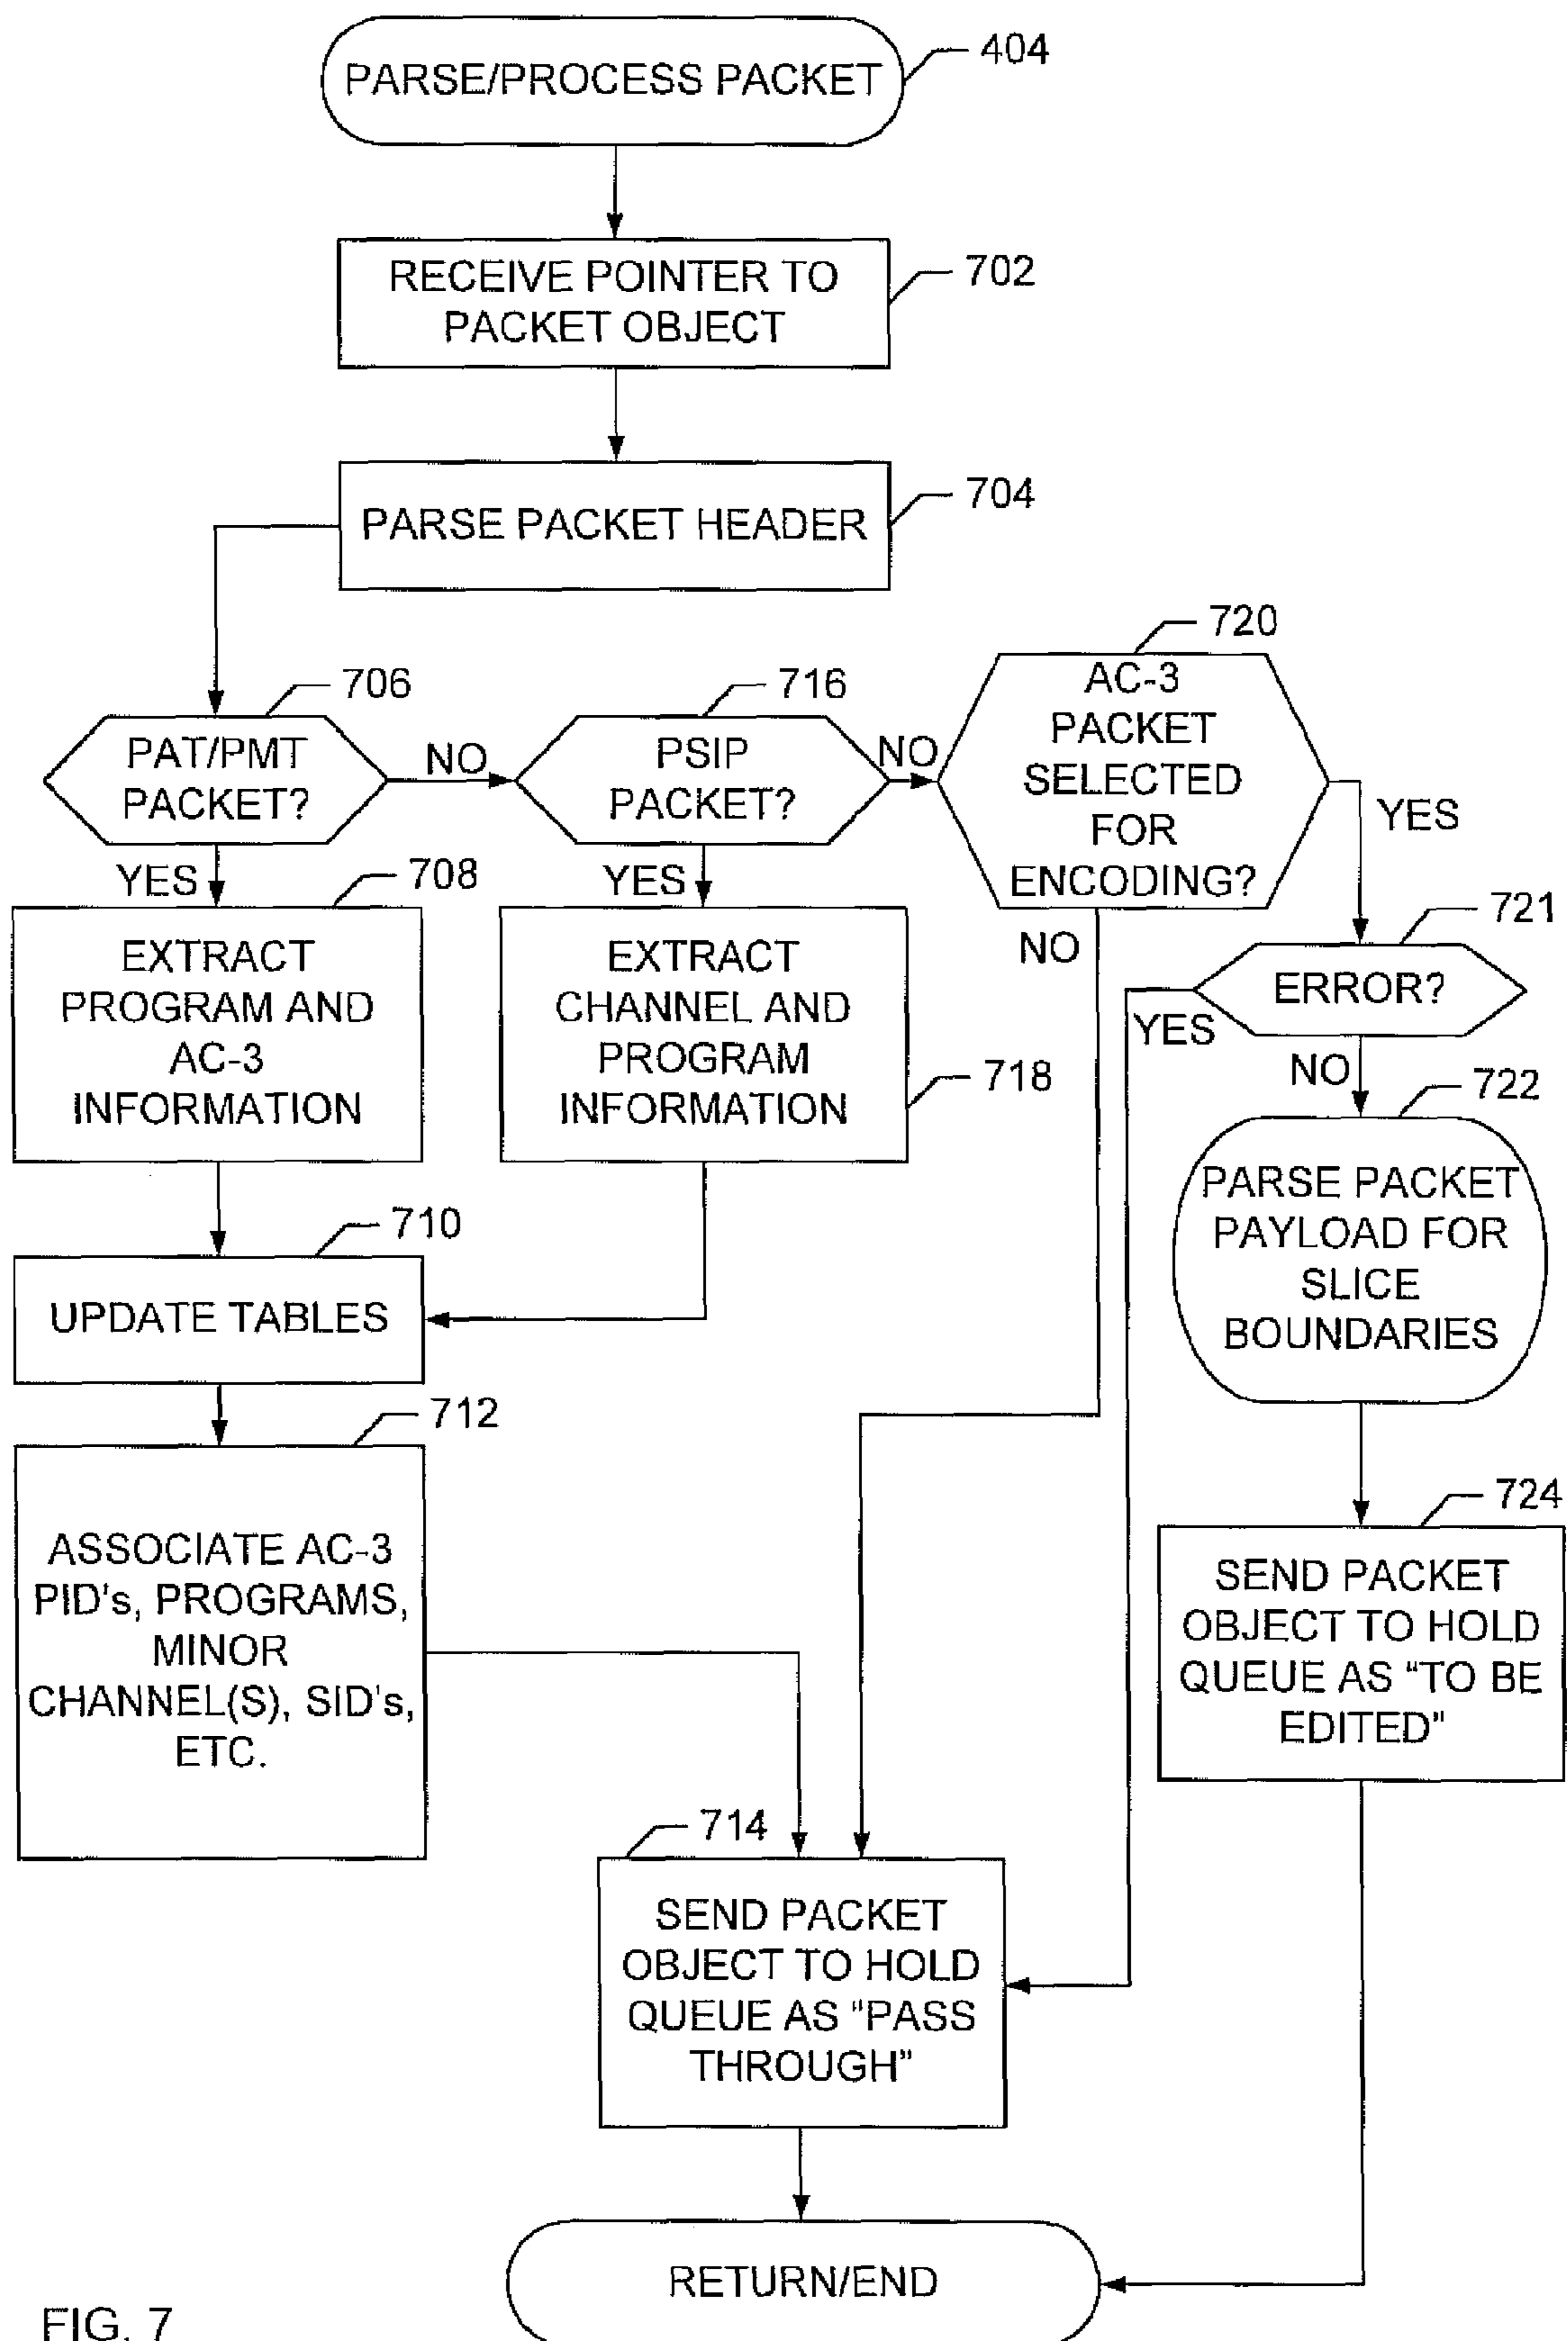 PARSE/PROCESS PACKET
404
RECEIVE POINTER TO
PACKET OBJECT
702
PARSE PACKET HEADER
704
706
PAT/PMT
PACKET?
NO
716
PSIP
PACKET?
NO
720
AC-3
PACKET
SELECTED
FOR
ENCODING?
YES
NO
YES
708
EXTRACT
PROGRAM AND
AC-3
INFORMATION
YES
EXTRACT
CHANNEL AND
PROGRAM
INFORMATION
718
721
ERROR?
YES
NO
722
PARSE PACKET
PAYLOAD FOR
SLICE
BOUNDARIES
710
UPDATE TABLES
712
ASSOCIATE AC-3
PID's, PROGRAMS,
MINOR
CHANNEL(S), SID's,
ETC.
724
SEND PACKET
OBJECT TO HOLD
QUEUE AS "TO BE
EDITED"
714
SEND PACKET
OBJECT TO HOLD
QUEUE AS "PASS
THROUGH"
RETURN/END
FIG. 7